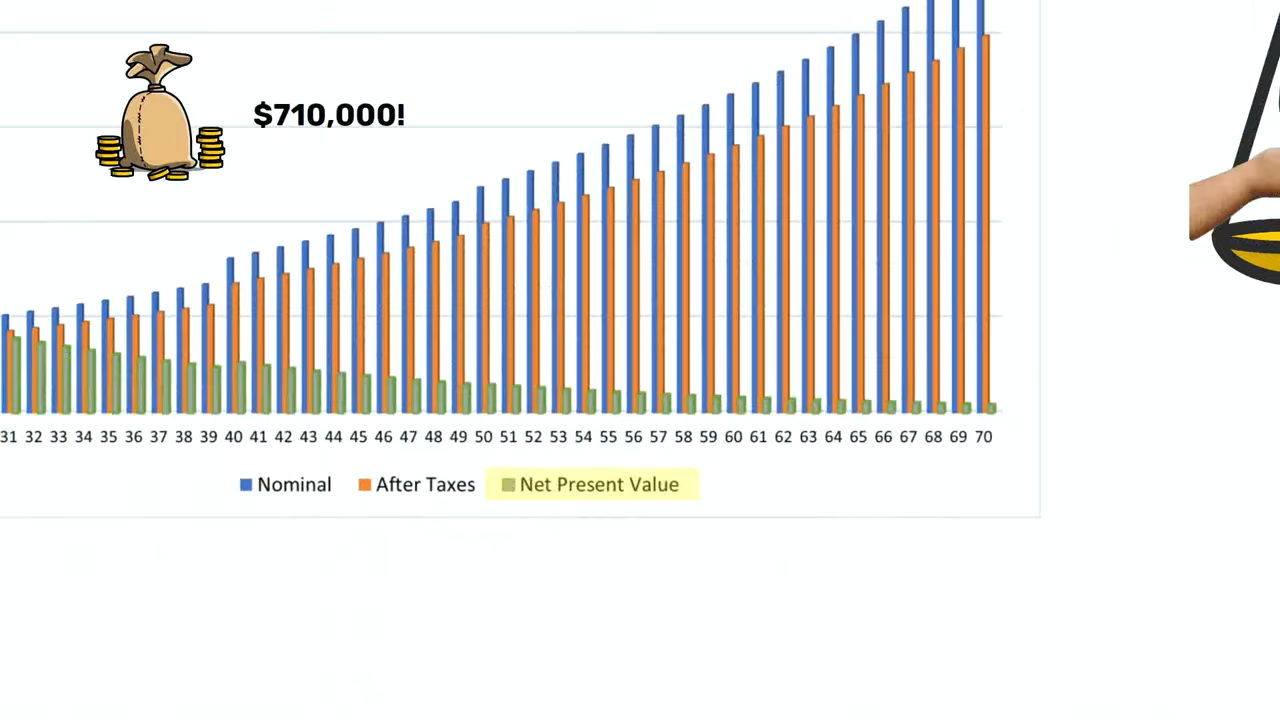 $710,000!
31 32 33 34 35 36 37 38 39 40 41 42 43 44 45 46 47 48 49 50 51 52 53 54 55 56 57 58 59 60 61 62 63 64 65 66 67 68 69 70
Nominal After Taxes Net Present Value